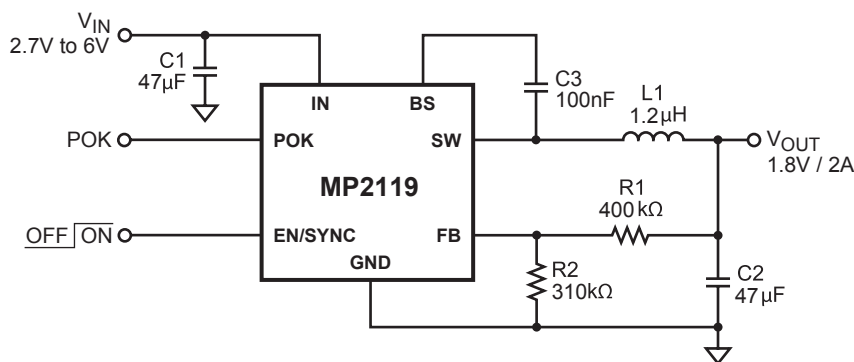 VIN
2.7V to 6V
C1
47µF
C3
100nF
L1
1.2µH
IN
BS
POK
POK
SW
VOUT
1.8V / 2A
MP2119
R1
400kΩ
OFF ON
EN/SYNC
FB
GND
R2
310kΩ
C2
47µF